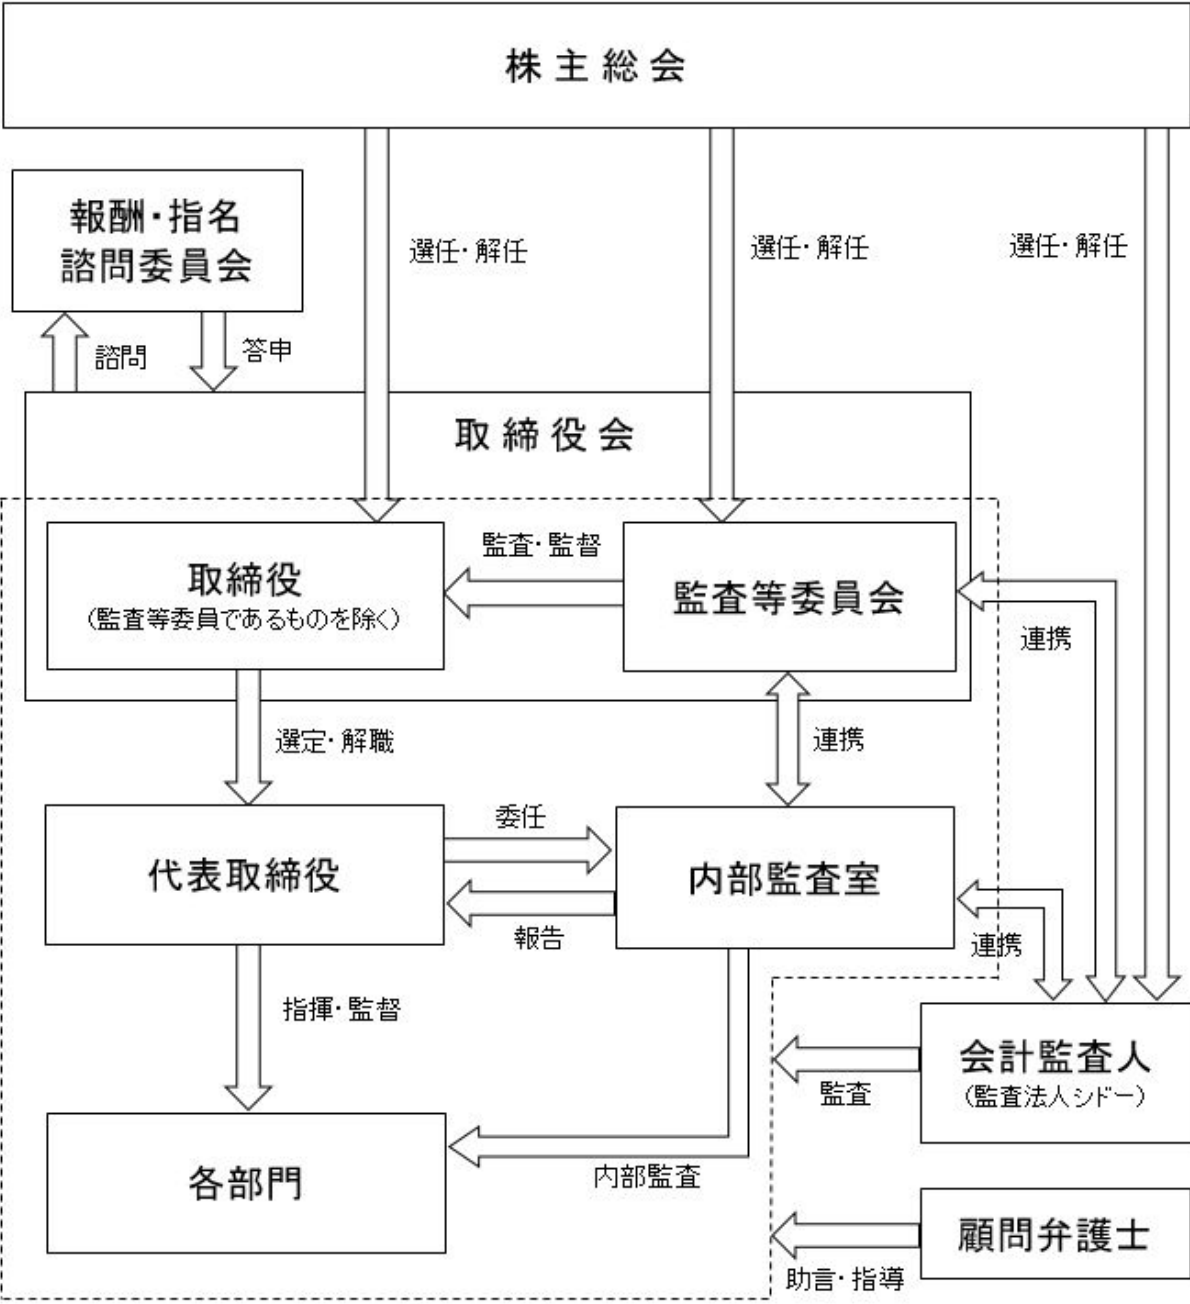 株主総会
報酬・指名
諮問委員会
選任・解任
選任・解任
選任・解任
諮問
答申
取締役会
取締役
（監査等委員であるものを除く）
監査・監督
監査等委員会
連携
選定・解職
連携
代表取締役
委任
報告
内部監査室
連携
指揮・監督
会計監査人
（監査法人シドー）
監査
各部門
内部監査
顧問弁護士
助言・指導